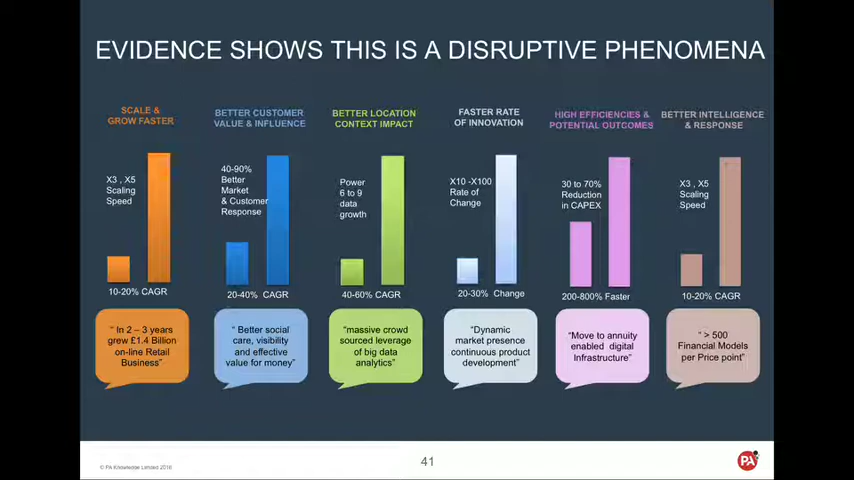 EVIDENCE SHOWS THIS IS A DISRUPTIVE PHENOMENA
SCALE &
GROW FASTER
X3 , X5
Scaling
Speed
10-20% CAGR
" In 2 – 3 years
grew £1.4 Billion
on-line Retail
Business"
BETTER CUSTOMER
VALUE & INFLUENCE
40-90%
Better
Market
& Customer
Response
20-40% CAGR
" Better social
care, visibility
and effective
value for money"
BETTER LOCATION
CONTEXT IMPACT
Power
6 to 9
data
growth
40-60% CAGR
"massive crowd
sourced leverage
of big data
analytics"
FASTER RATE
OF INNOVATION
X10 -X100
Rate of
Change
20-30% Change
"Dynamic
market presence
continuous product
development"
HIGH EFFICIENCIES &
POTENTIAL OUTCOMES
30 to 70%
Reduction
in CAPEX
200-800% Faster
"Move to annuity
enabled digital
Infrastructure"
BETTER INTELLIGENCE
& RESPONSE
X3 , X5
Scaling
Speed
10-20% CAGR
" > 500
Financial Models
per Price point"
© PA Knowledge Limited 2016
41
PA